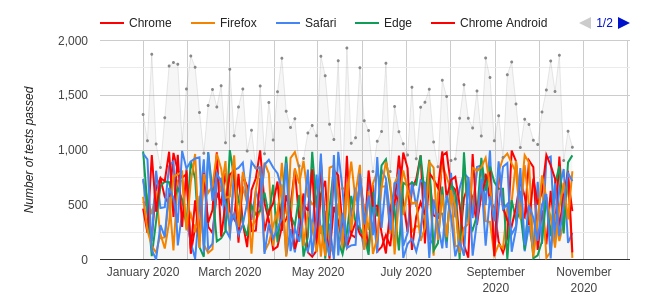 Chrome Firefox Safari Edge Chrome Android 1/2
2,000
1,500
1,000
500
0
Number of tests passed
January 2020 March 2020 May 2020 July 2020 September 2020 November 2020